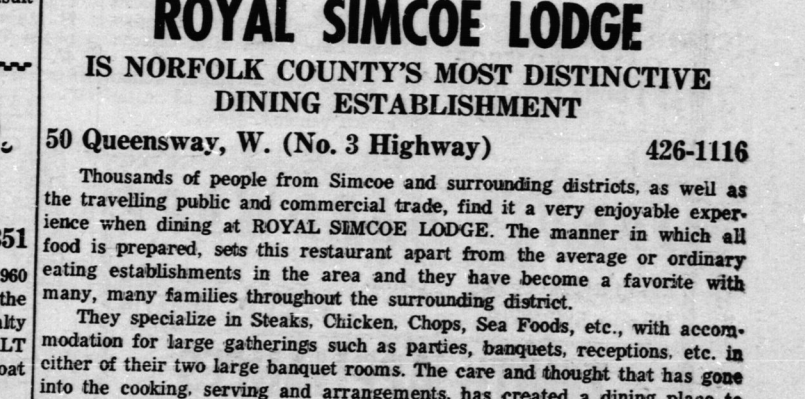 ROYAL SIMCOE LODGE
IS NORFOLK COUNTY'S MOST DISTINCTIVE
DINING ESTABLISHMENT
50 Queensway, W. (No. 3 Highway) 426-1116
Thousands of people from Simcoe and surrounding districts, as well as
the travelling public and commercial trade, find it a very enjoyable exper-
ience when dining at ROYAL SIMCOE LODGE. The manner in which all
food is prepared, sets this restaurant apart from the average or ordinary
eating establishments in the area and they have become a favorite with
many, many families throughout the surrounding district.
They specialize in Steaks, Chicken, Chops, Sea Foods, etc., with accom-
modation for large gatherings such as parties, banquets, receptions, etc. in
either of their two large banquet rooms. The care and thought that has gone
into the cooking, serving and arrangements, has created a dining place to
351
960
the
alty
LT
oat